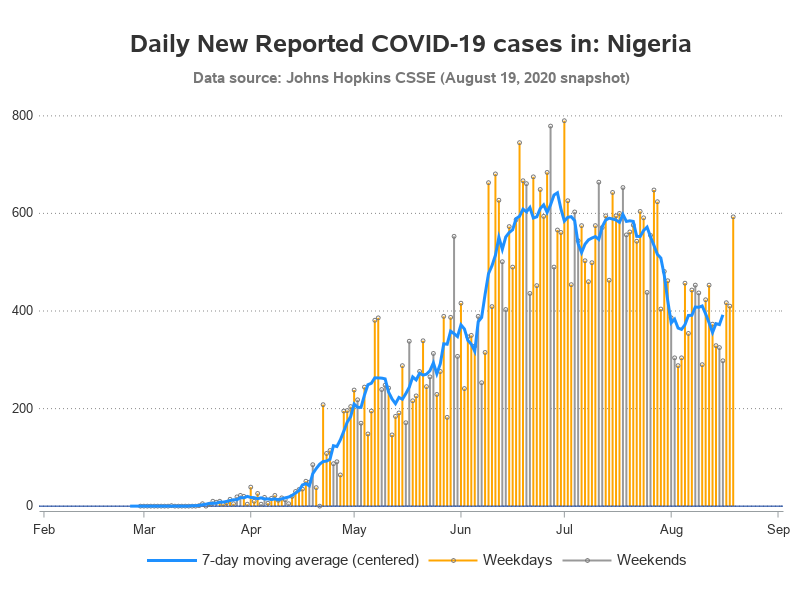 Daily New Reported COVID-19 cases in: Nigeria
Data source: Johns Hopkins CSSE (August 19, 2020 snapshot)
800
600
400
200
0
Feb Mar Apr May Jun Jul Aug Sep
7-day moving average (centered) Weekdays Weekends